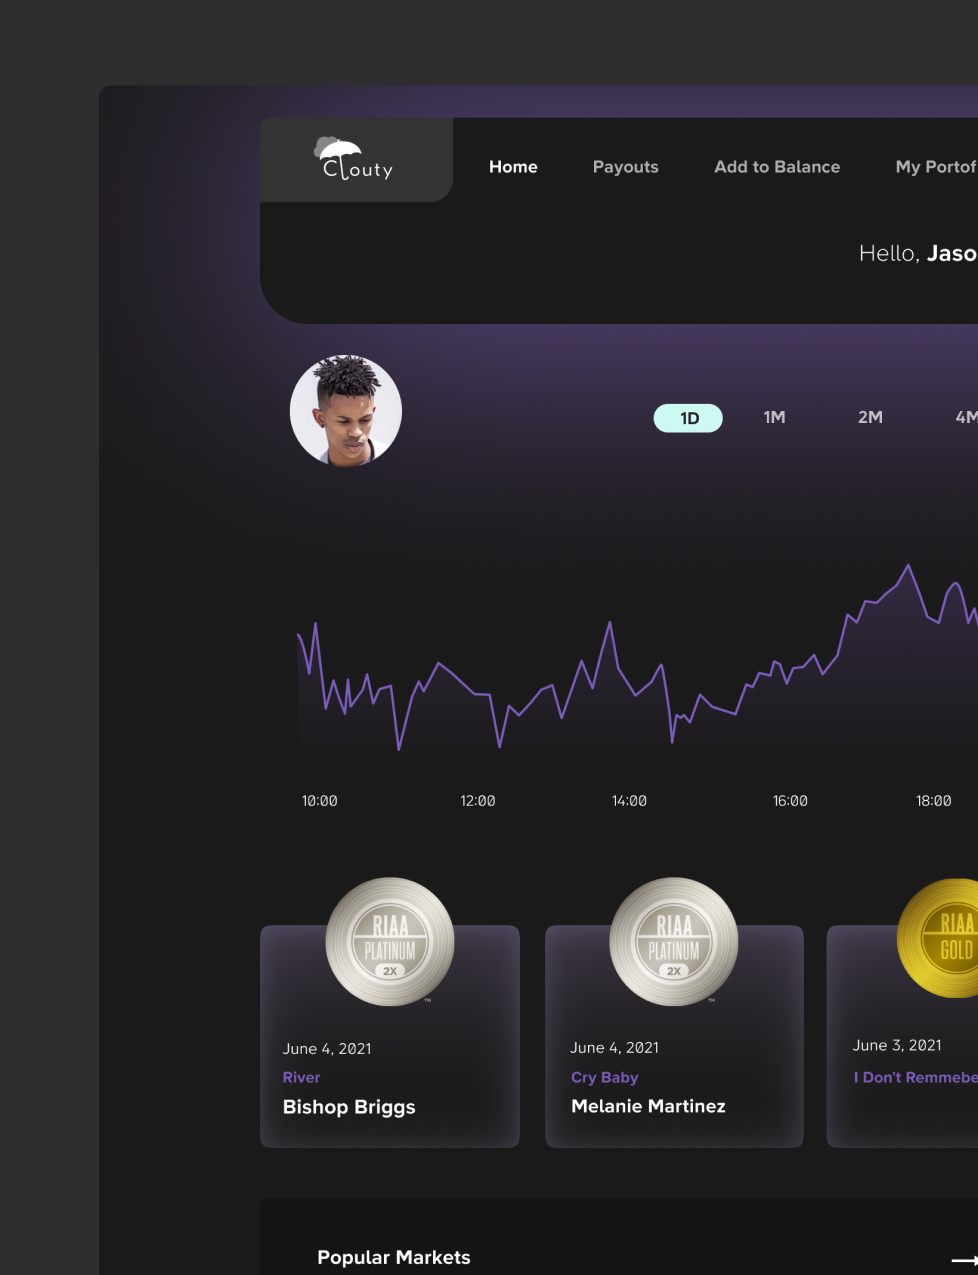 Clouty
Home Payouts Add to Balance My Portof
Hello, Jaso
1D 1M 2M 4M
10:00 12:00 14:00 16:00 18:00
RIAA
PLATINUM
2X
TM
RIAA
PLATINUM
2X
TM
RIAA
GOLD
June 4, 2021
River
Bishop Briggs
June 4, 2021
Cry Baby
Melanie Martinez
June 3, 2021
I Don't Remmebe
Popular Markets